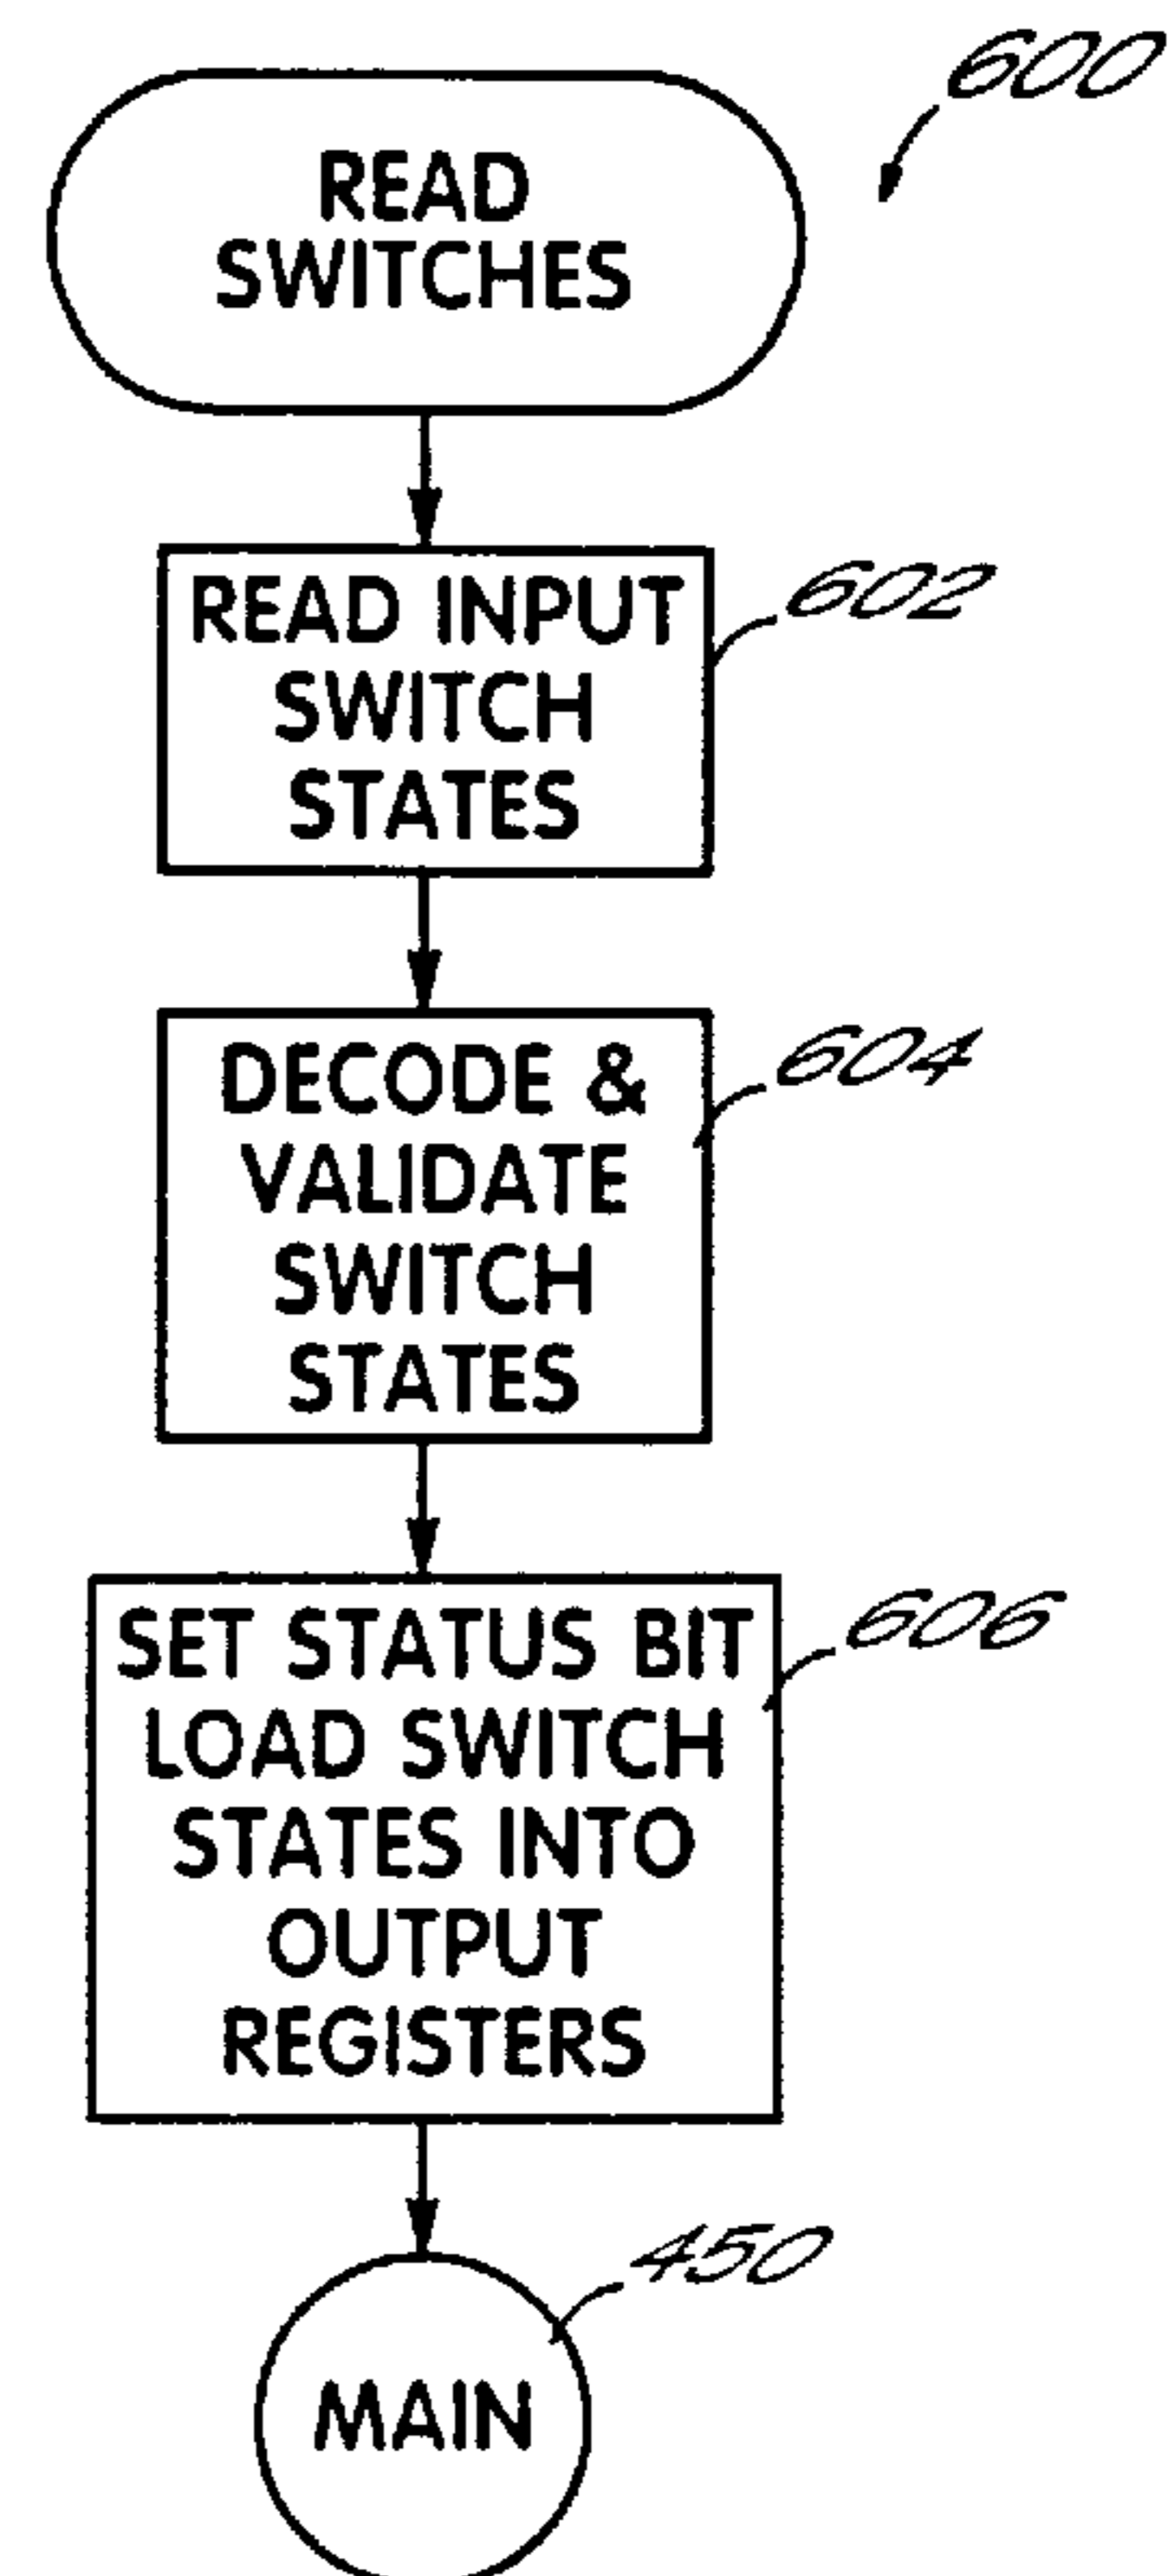 600
READ
SWITCHES
READ INPUT
SWITCH
STATES
602
DECODE &
VALIDATE
SWITCH
STATES
604
SET STATUS BIT
LOAD SWITCH
STATES INTO
OUTPUT
REGISTERS
606
MAIN
450